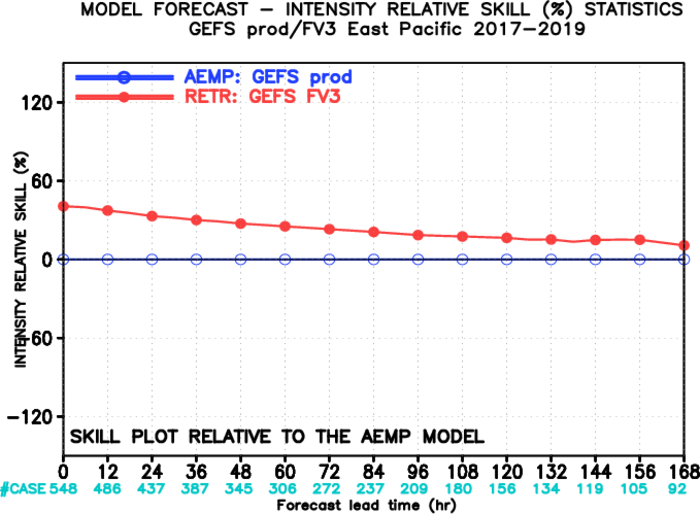 MODEL FORECAST – INTENSITY RELATIVE SKILL (%) STATISTICS
GEFS prod/FV3 East Pacific 2017–2019
AEMP: GEFS prod
RETR: GEFS FV3
INTENSITY RELATIVE SKILL (%)
120
60
0
–60
–120
SKILL PLOT RELATIVE TO THE AEMP MODEL
0 12 24 36 48 60 72 84 96 108 120 132 144 156 168
#CASE 548 486 437 387 345 306 272 237 209 180 156 134 119 105 92
Forecast lead time (hr)